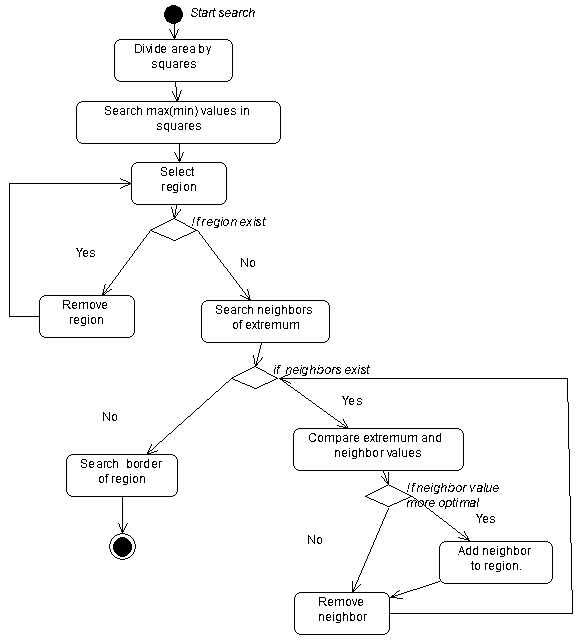 Start search
Divide area by
squares
Search max(min) values in
squares
Select
region
If region exist
Yes
No
Remove
region
Search neighbors
of extremum
if neighbors exist
No
Yes
Compare extremum and
neighbor values
Search border
of region
If neighbor value
more optimal
Yes
No
Add neighbor
to region.
Remove
neighbor